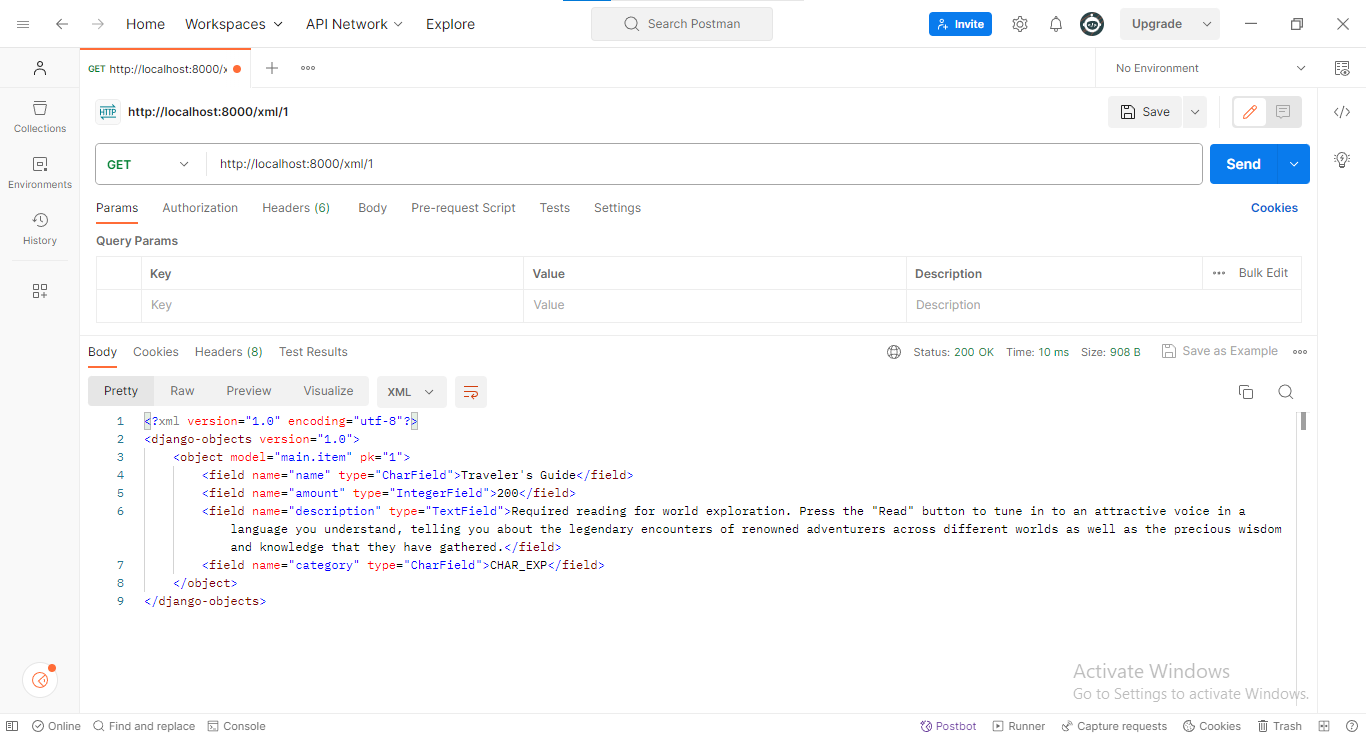 Home Workspaces API Network Explore Search Postman Invite Upgrade
GET http://localhost:8000/x No Environment
HTTP http://localhost:8000/xml/1 Save
Collections
GET http://localhost:8000/xml/1 Send
Environments
Params Authorization Headers (6) Body Pre-request Script Tests Settings Cookies
History
Query Params
Key Value Description Bulk Edit
Key Value Description
Body Cookies Headers (8) Test Results Status: 200 OK Time: 10 ms Size: 908 B Save as Example
Pretty Raw Preview Visualize XML
1 <?xml version="1.0" encoding="utf-8"?>
2 <django-objects version="1.0">
3 <object model="main.item" pk="1">
4 <field name="name" type="CharField">Traveler's Guide</field>
5 <field name="amount" type="IntegerField">200</field>
6 <field name="description" type="TextField">Required reading for world exploration. Press the "Read" button to tune in to an attractive voice in a
language you understand, telling you about the legendary encounters of renowned adventurers across different worlds as well as the precious wisdom
and knowledge that they have gathered.</field>
7 <field name="category" type="CharField">CHAR_EXP</field>
8 </object>
9 </django-objects>
Activate Windows
Go to Settings to activate Windows.
Online Find and replace Console Postbot Runner Capture requests Cookies Trash